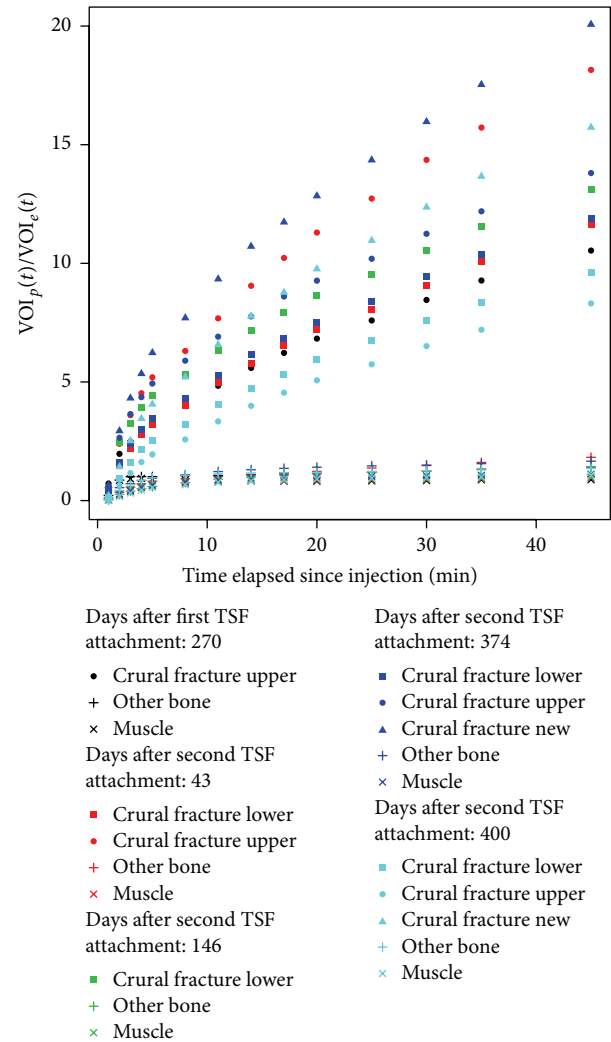 20
15
10
5
0
VOIp(t)/VOIe(t)
0 10 20 30 40
Time elapsed since injection (min)
Days after first TSF
attachment: 270
Crural fracture upper
Other bone
Muscle
Days after second TSF
attachment: 43
Crural fracture lower
Crural fracture upper
Other bone
Muscle
Days after second TSF
attachment: 146
Crural fracture lower
Other bone
Muscle
Days after second TSF
attachment: 374
Crural fracture lower
Crural fracture upper
Crural fracture new
Other bone
Muscle
Days after second TSF
attachment: 400
Crural fracture lower
Crural fracture upper
Crural fracture new
Other bone
Muscle